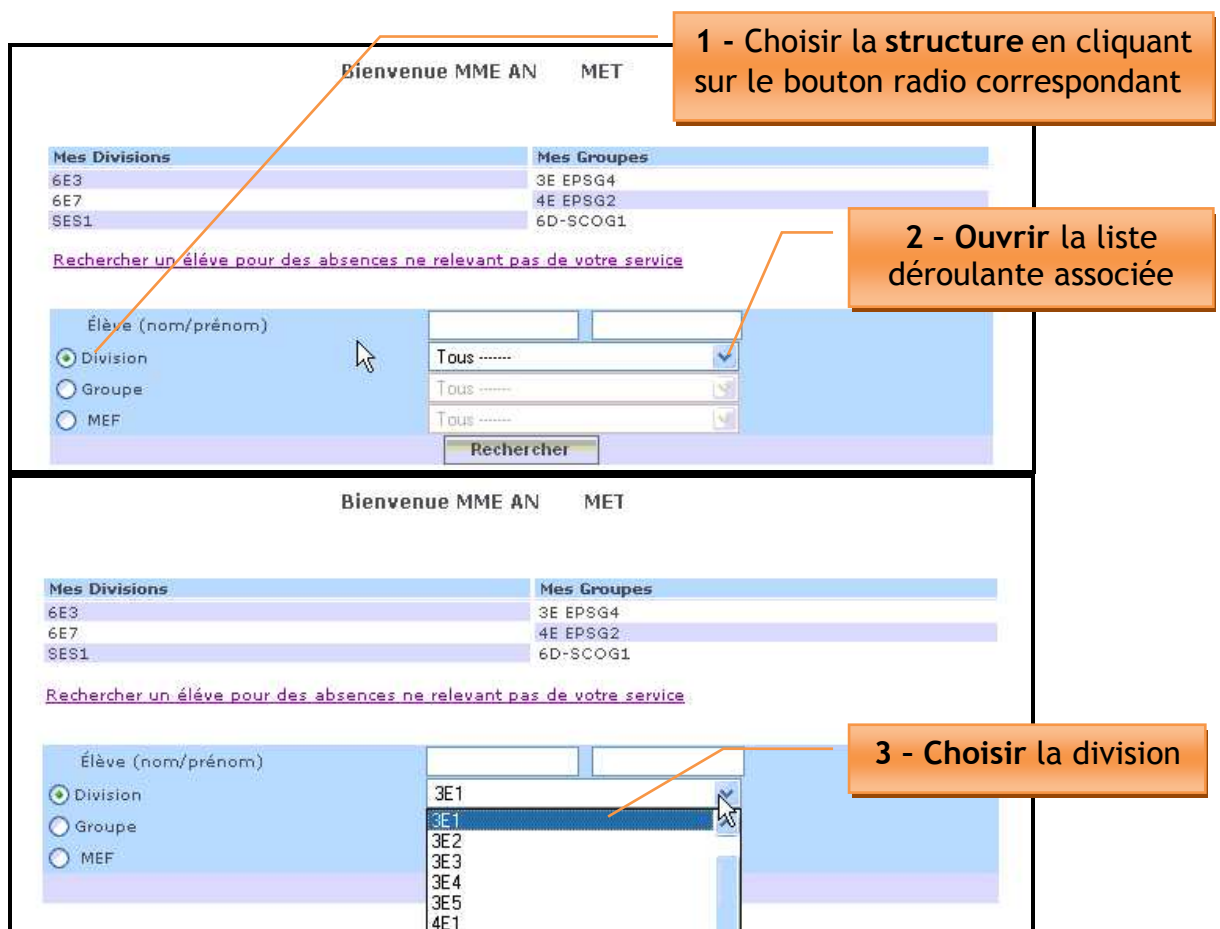 1 - Choisir la structure en cliquant
sur le bouton radio correspondant
Bienvenue MME AN MET
Mes Divisions Mes Groupes
6E3 3E EPSG4
6E7 4E EPSG2
SES1 6D-SCOG1
2 – Ouvrir la liste
déroulante associée
Rechercher un éléve pour des absences ne relevant pas de votre service
Élève (nom/prénom)
Division Tous -------
Groupe Tous -------
MEF Tous -------
Rechercher
Bienvenue MME AN MET
Mes Divisions Mes Groupes
6E3 3E EPSG4
6E7 4E EPSG2
SES1 6D-SCOG1
Rechercher un éléve pour des absences ne relevant pas de votre service
3 – Choisir la division
Élève (nom/prénom)
Division 3E1
Groupe 3E1
3E2
MEF 3E3
3E4
3E5
4E1